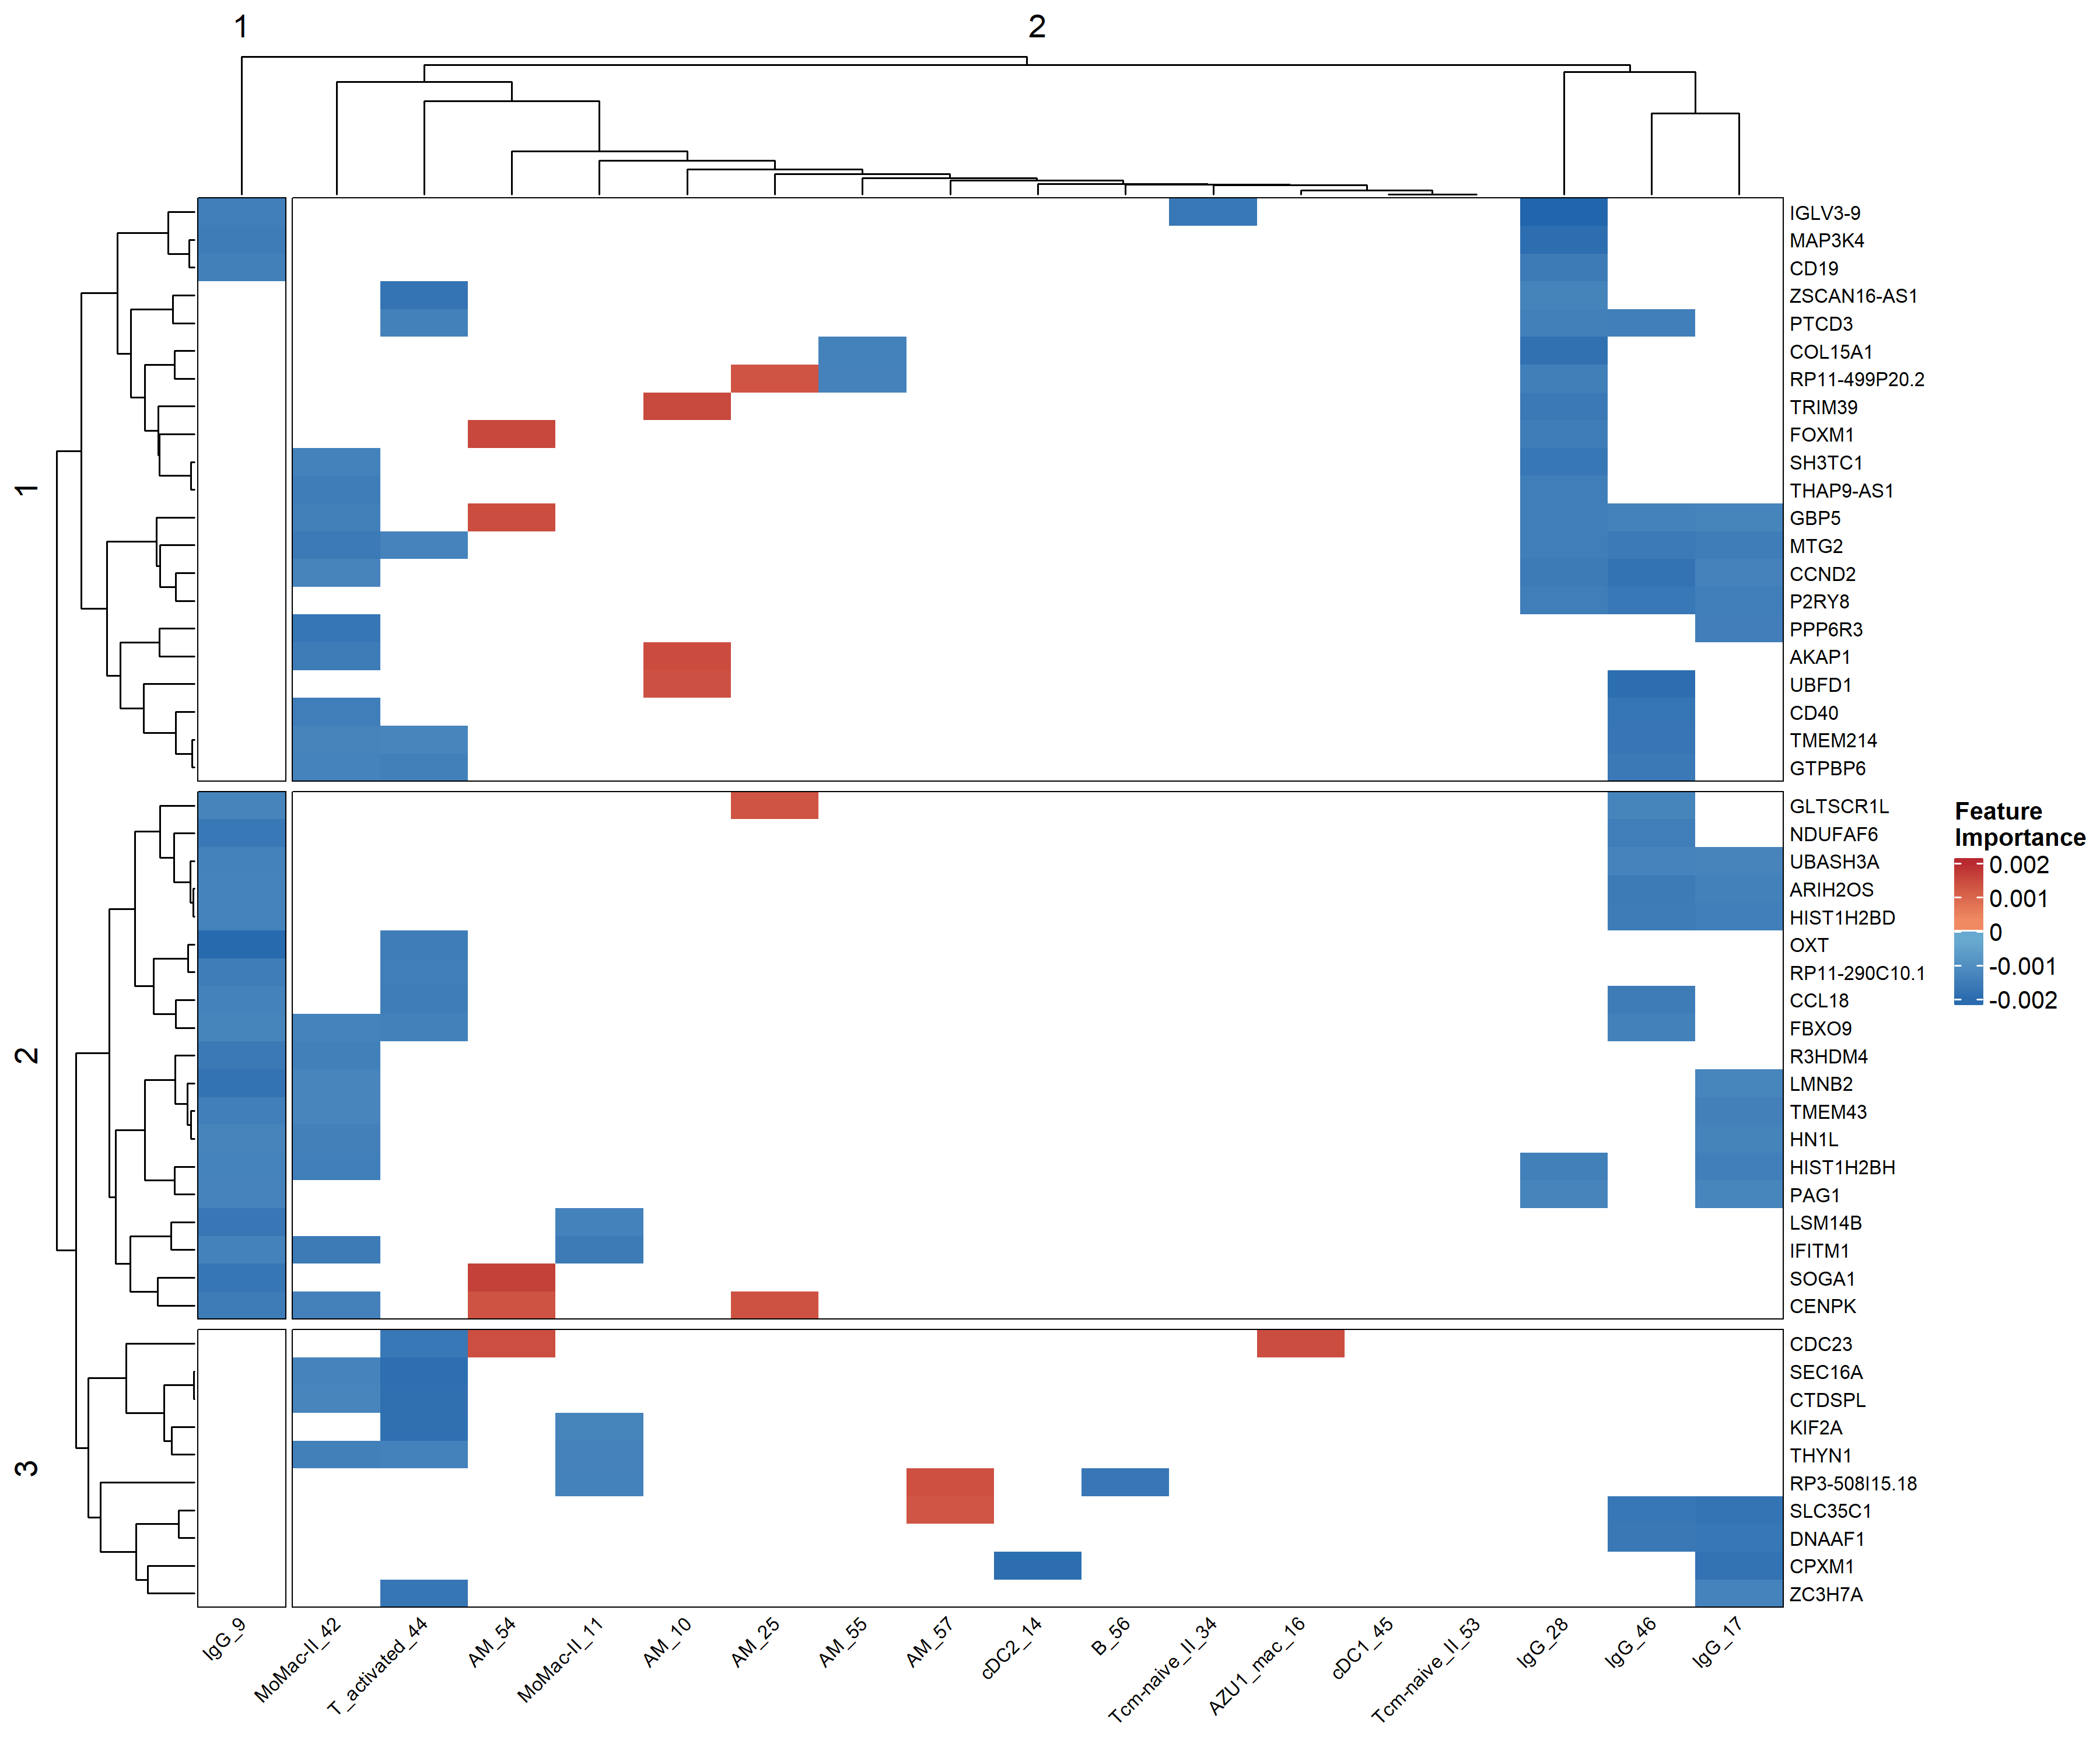 1
2
1
2
3
IGLV3-9
MAP3K4
CD19
ZSCAN16-AS1
PTCD3
COL15A1
RP11-499P20.2
TRIM39
FOXM1
SH3TC1
THAP9-AS1
GBP5
MTG2
CCND2
P2RY8
PPP6R3
AKAP1
UBFD1
CD40
TMEM214
GTPBP6
GLTSCR1L
NDUFAF6
UBASH3A
ARIH2OS
HIST1H2BD
OXT
RP11-290C10.1
CCL18
FBXO9
R3HDM4
LMNB2
TMEM43
HN1L
HIST1H2BH
PAG1
LSM14B
IFITM1
SOGA1
CENPK
CDC23
SEC16A
CTDSPL
KIF2A
THYN1
RP3-508I15.18
SLC35C1
DNAAF1
CPXM1
ZC3H7A
Feature
Importance
0.002
0.001
0
-0.001
-0.002
IgG_9
MoMac-II_42
T_activated_44
AM_54
MoMac-II_11
AM_10
AM_25
AM_55
AM_57
cDC2_14
B_56
Tcm-naive_II_34
AZU1_mac_16
cDC1_45
Tcm-naive_II_53
IgG_28
IgG_46
IgG_17